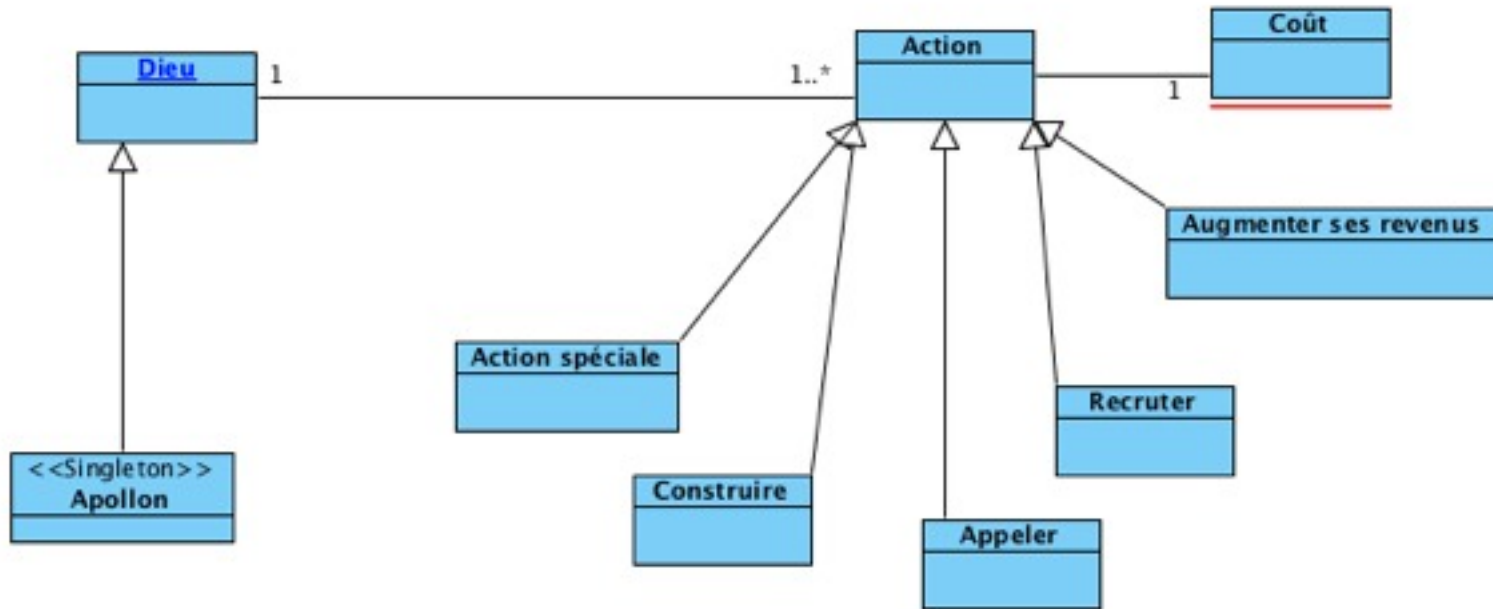 Coût
Action
Dieu
1
1..*
1
Augmenter ses revenus
Action spéciale
Recruter
<<Singleton>>
Apollon
Construire
Appeler